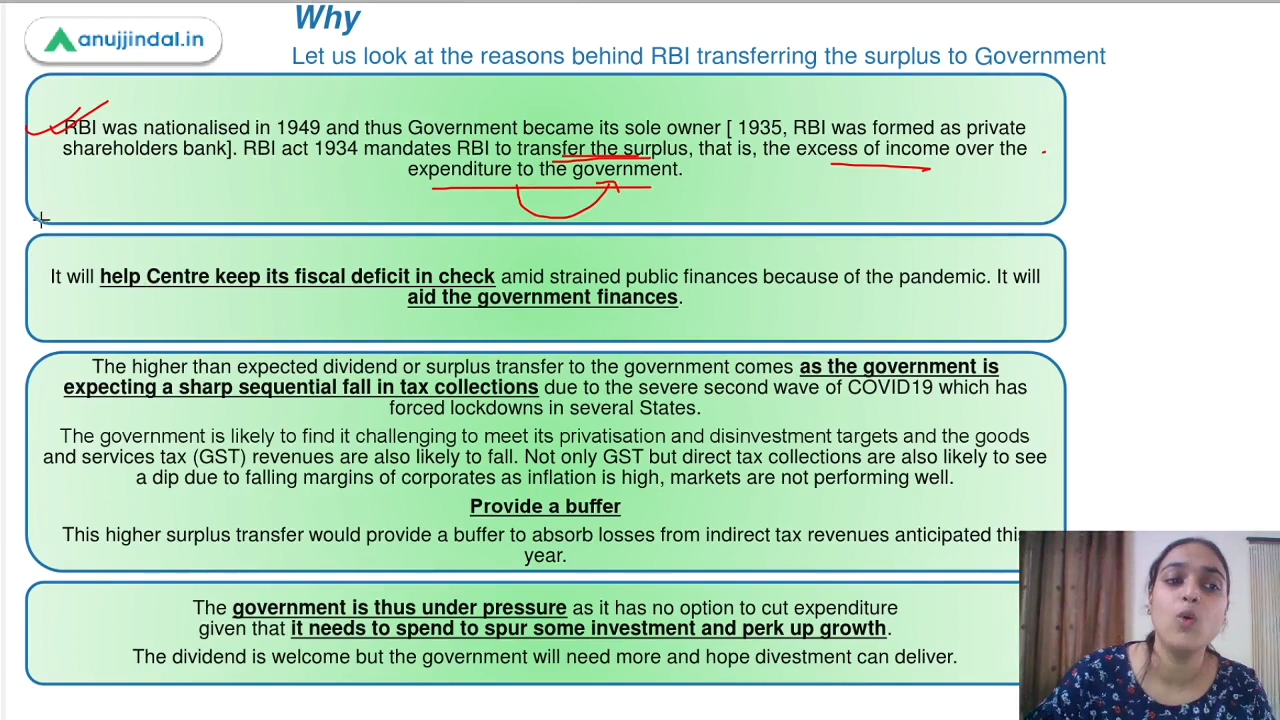 Why
anujjindal.in
Let us look at the reasons behind RBI transferring the surplus to Government
RBI was nationalised in 1949 and thus Government became its sole owner [ 1935, RBI was formed as private
shareholders bank]. RBI act 1934 mandates RBI to transfer the surplus, that is, the excess of income over the
expenditure to the government.
It will help Centre keep its fiscal deficit in check amid strained public finances because of the pandemic. It will
aid the government finances.
The higher than expected dividend or surplus transfer to the government comes as the government is
expecting a sharp sequential fall in tax collections due to the severe second wave of COVID19 which has
forced lockdowns in several States.
The government is likely to find it challenging to meet its privatisation and disinvestment targets and the goods
and services tax (GST) revenues are also likely to fall. Not only GST but direct tax collections are also likely to see
a dip due to falling margins of corporates as inflation is high, markets are not performing well.
Provide a buffer
This higher surplus transfer would provide a buffer to absorb losses from indirect tax revenues anticipated this
year.
The government is thus under pressure as it has no option to cut expenditure
given that it needs to spend to spur some investment and perk up growth.
The dividend is welcome but the government will need more and hope divestment can deliver.